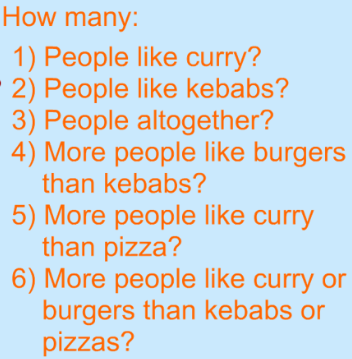 How many:
1) People like curry?
2) People like kebabs?
3) People altogether?
4) More people like burgers
than kebabs?
5) More people like curry
than pizza?
6) More people like curry or
burgers than kebabs or
pizzas?